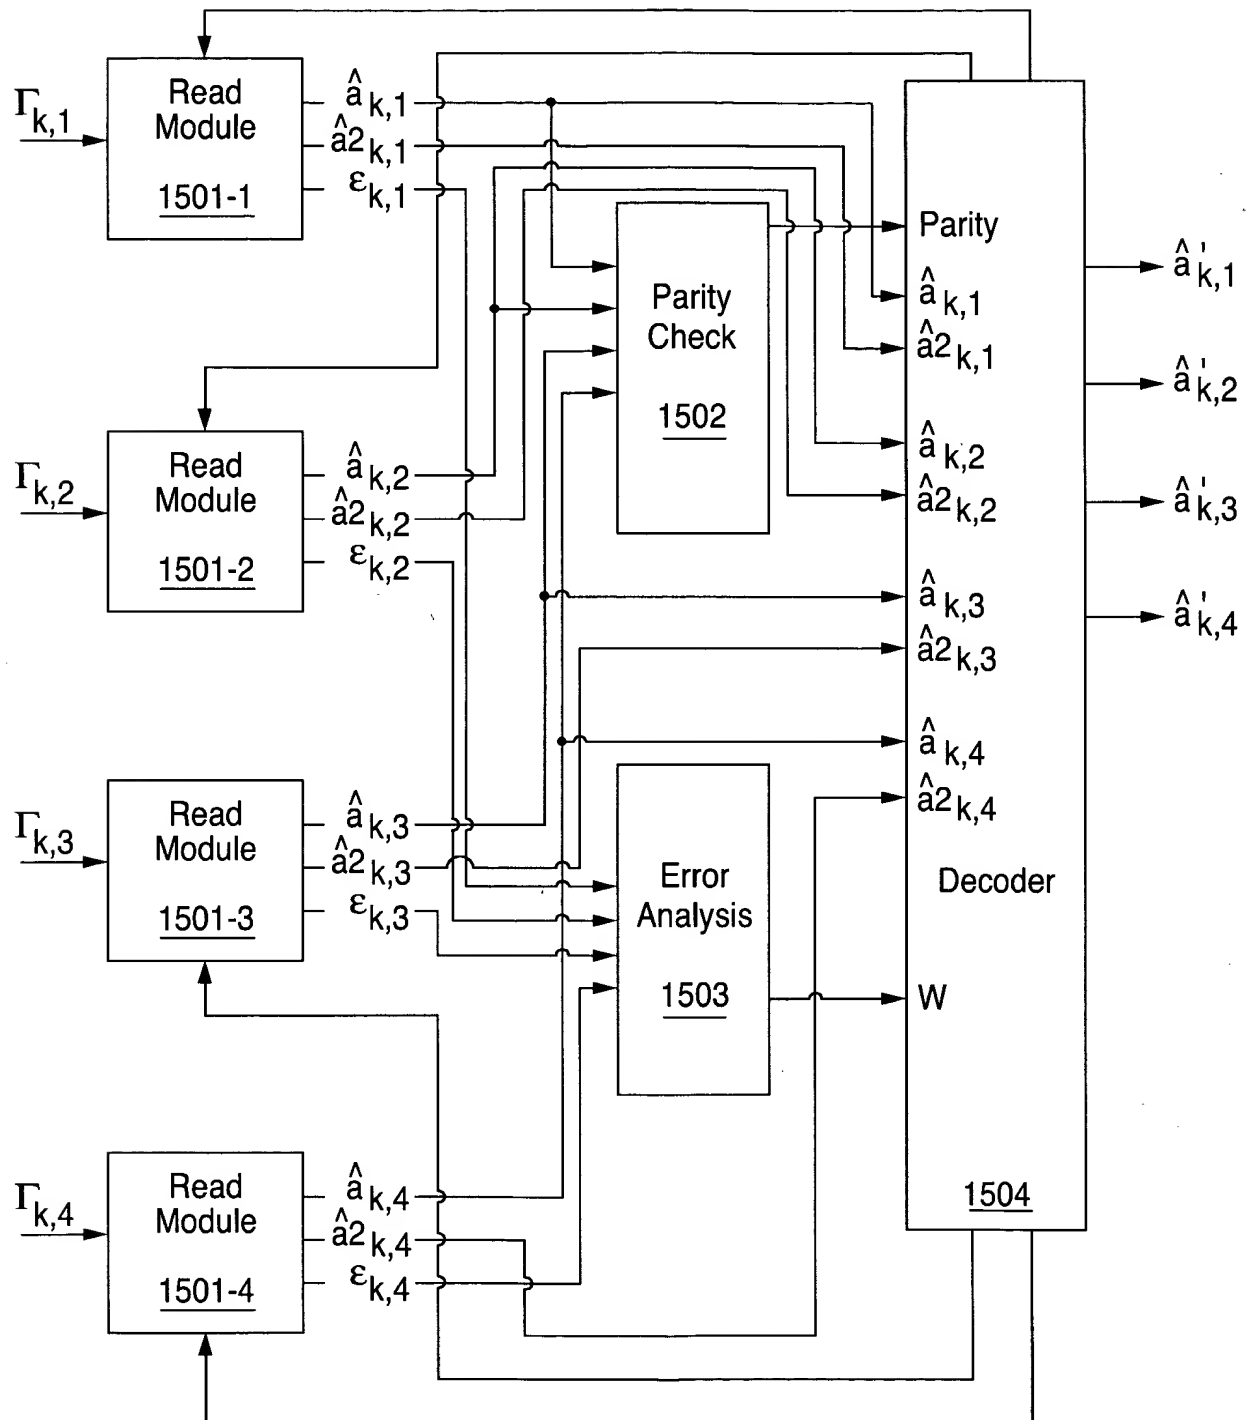 Γk,1
Read
Module
1501-1
âk,1
â2k,1
εk,1
Γk,2
Read
Module
1501-2
âk,2
â2k,2
εk,2
Γk,3
Read
Module
1501-3
âk,3
â2k,3
εk,3
Γk,4
Read
Module
1501-4
âk,4
â2k,4
εk,4
Parity
Check
1502
Error
Analysis
1503
Parity
âk,1
â2k,1
âk,2
â2k,2
âk,3
â2k,3
âk,4
â2k,4
Decoder
W
1504
â'k,1
â'k,2
â'k,3
â'k,4